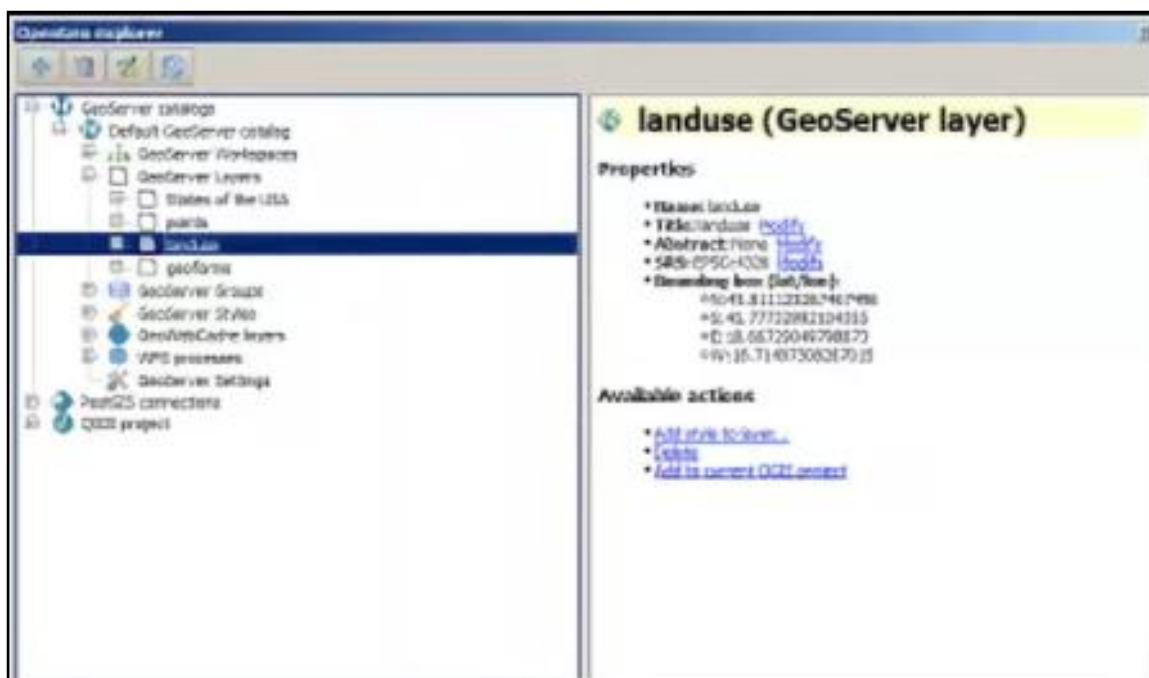 OpenGeo Explorer
GeoServer catalogs
Default GeoServer catalog
GeoServer Workspaces
GeoServer Layers
States of the USA
landuse
geoforms
GeoServer Groups
GeoServer Styles
GeoWebCache layers
WPS processes
GeoServer Settings
PostGIS connections
QGIS project
landuse (GeoServer layer)
Properties
•Name: landuse
•Title: landuse Modify
•Abstract: None Modify
•SRS: EPSG:4326 Modify
•Bounding box (lat/lon):
Available actions
•Add style to layer...
•Delete
•Add to current QGIS project